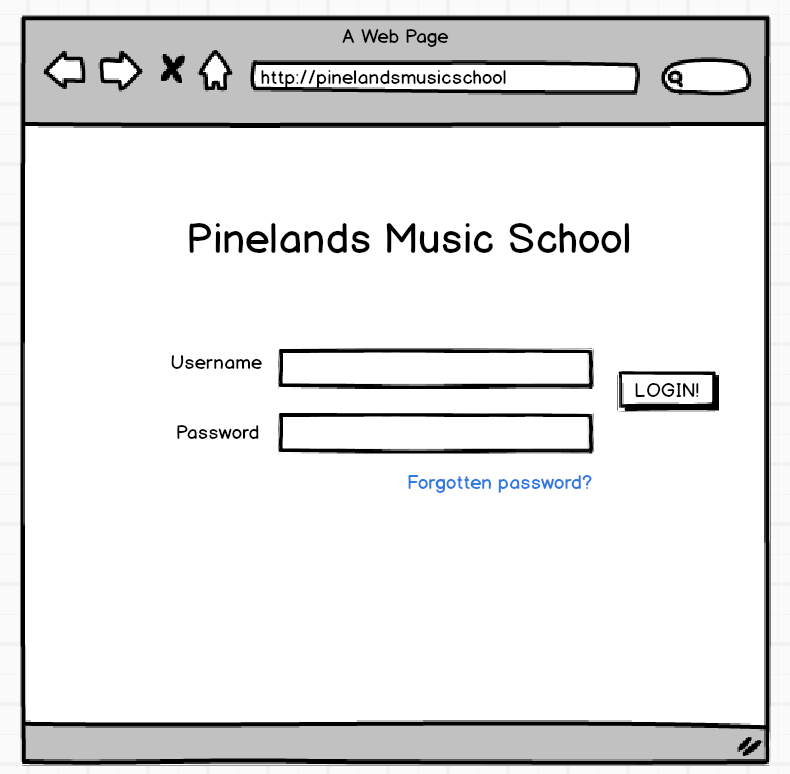 A Web Page
http://pinelandsmusicschool
Pinelands Music School
Username
LOGIN!
Password
Forgotten password?